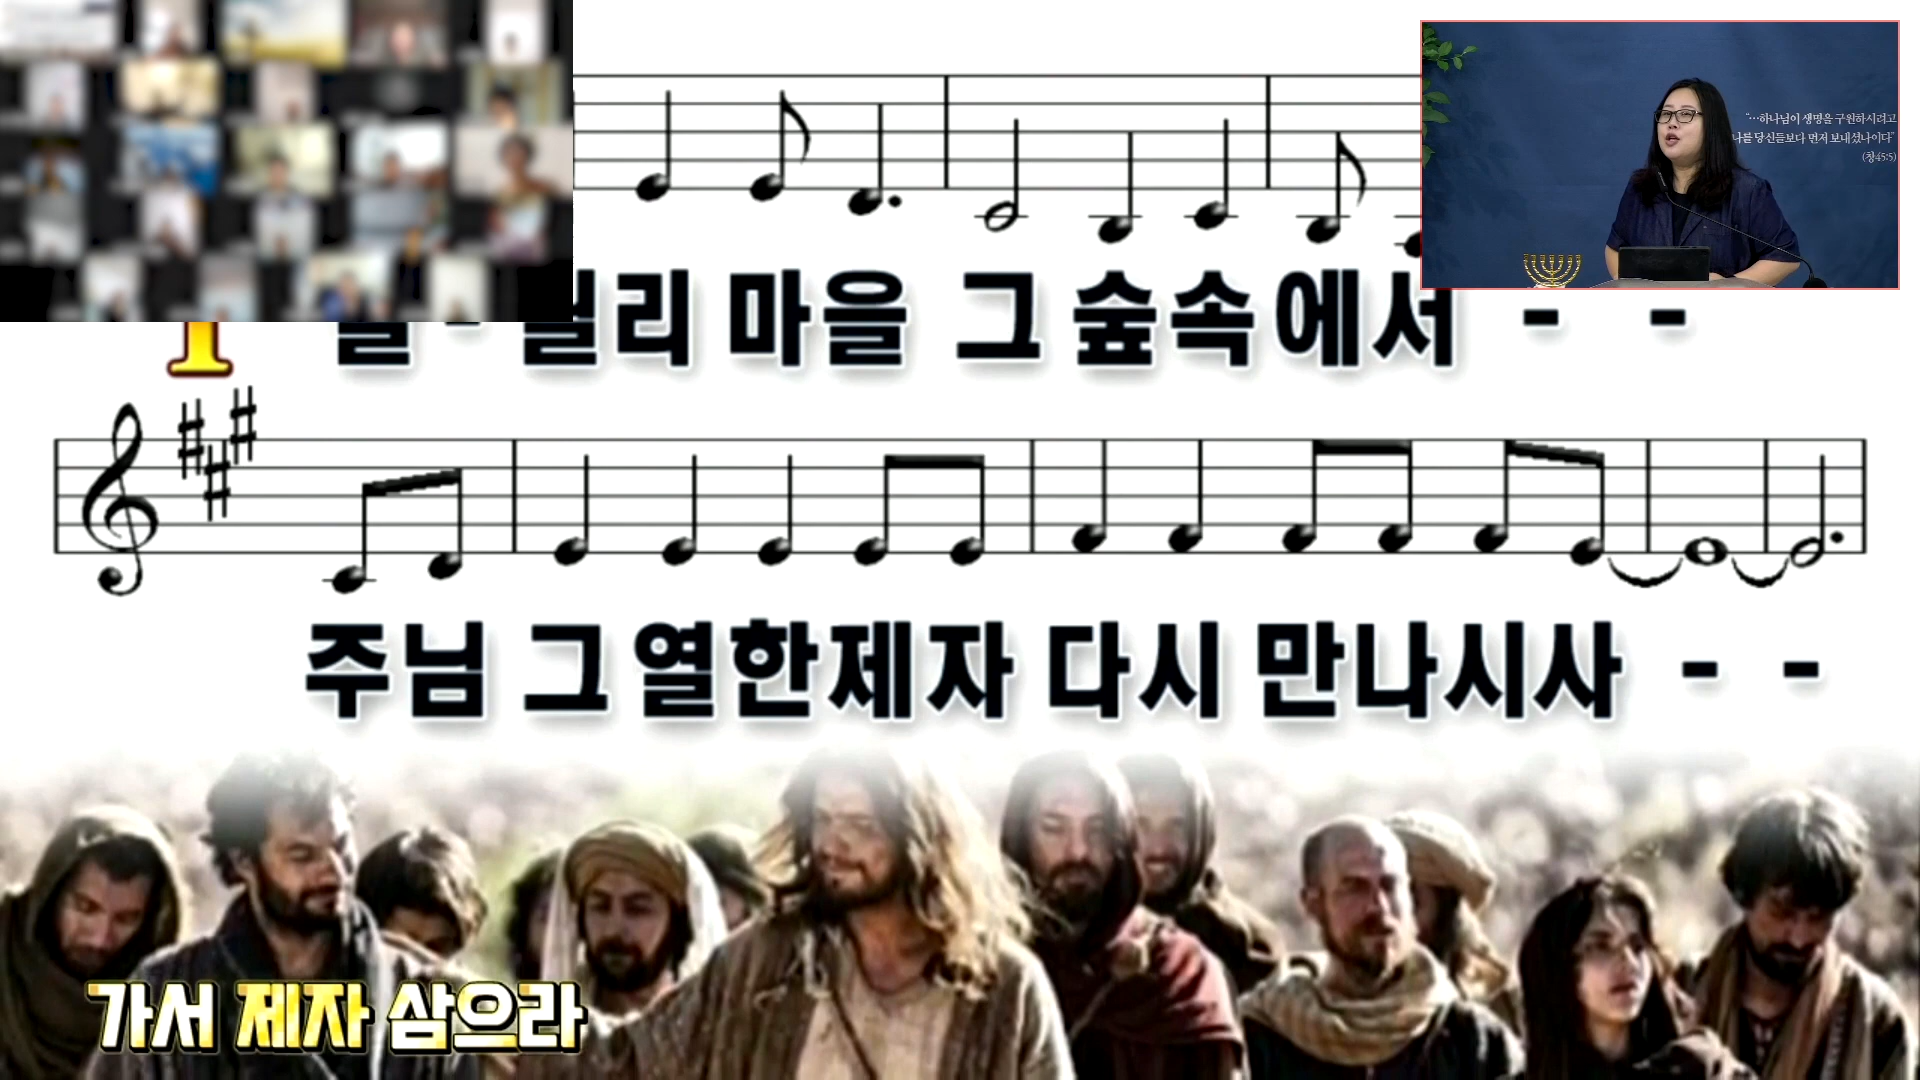 “…하나님이 생명을 구원하시려고
나를 당신들보다 먼저 보내셨나이다”
(창45:5)
1 갈 - 릴리 마을 그 숲속에서 - -
주님 그 열한제자 다시 만나시사 - -
가서 제자 삼으라